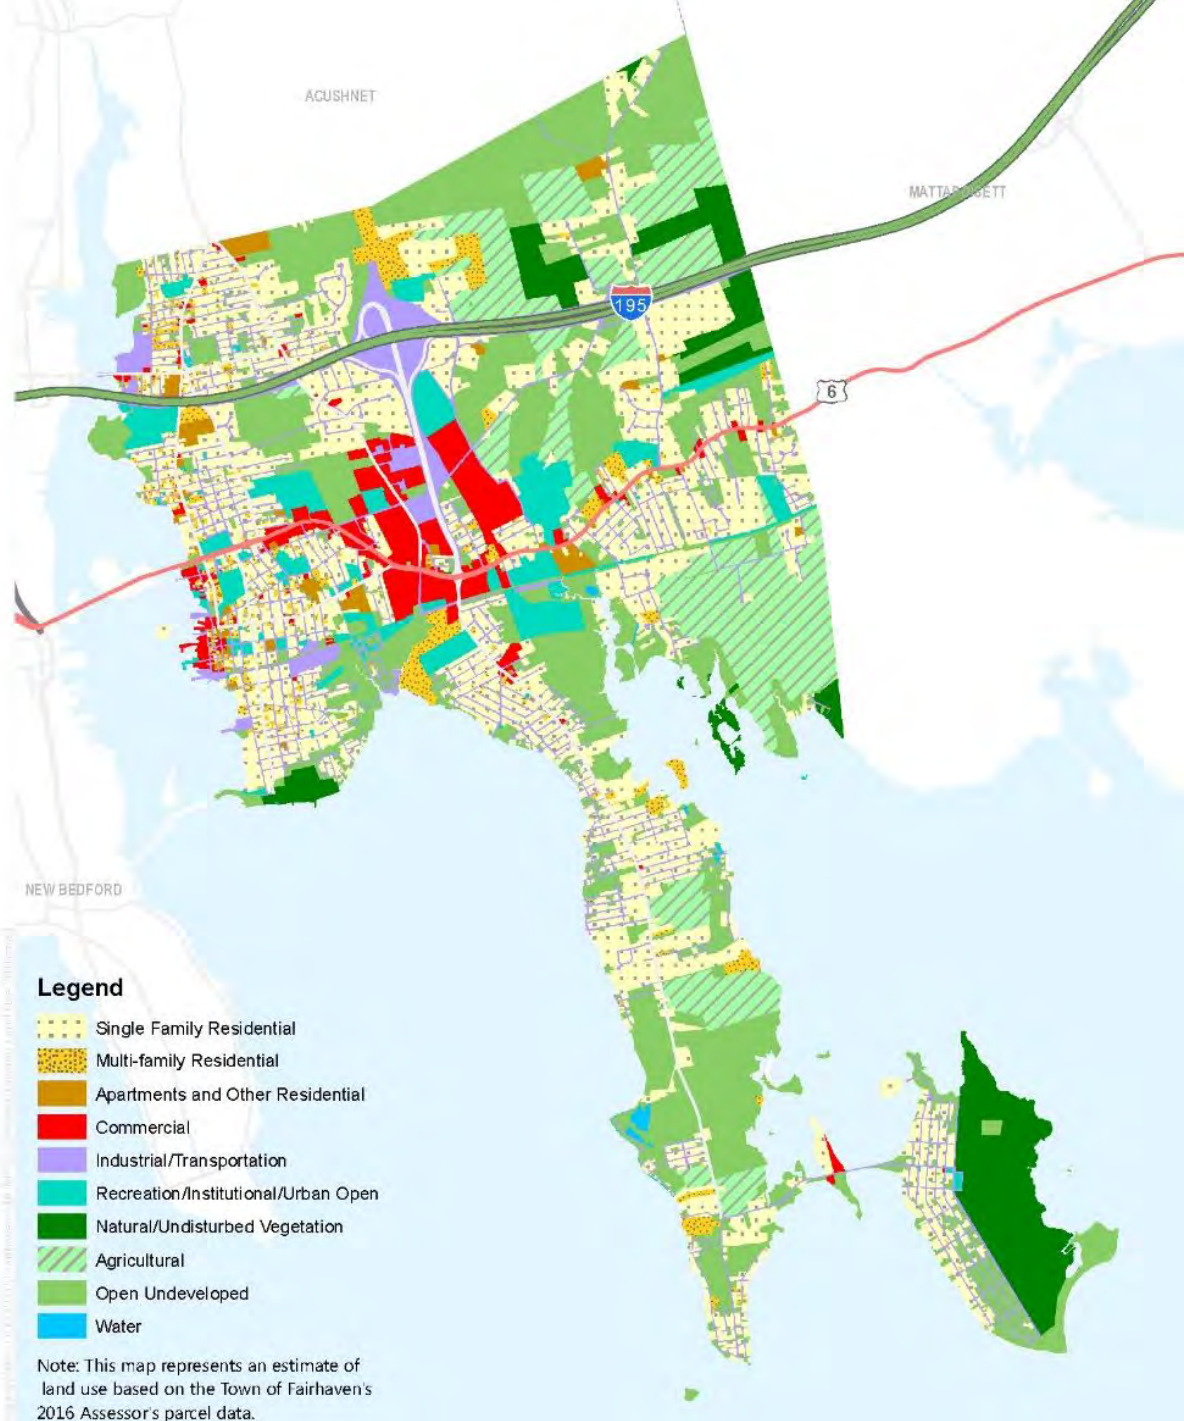 ACUSHNET
MATTAPOISETT
195
6
NEW BEDFORD
Legend
Single Family Residential
Multi-family Residential
Apartments and Other Residential
Commercial
Industrial/Transportation
Recreation/Institutional/Urban Open
Natural/Undisturbed Vegetation
Agricultural
Open Undeveloped
Water
Note: This map represents an estimate of
land use based on the Town of Fairhaven's
2016 Assessor's parcel data.